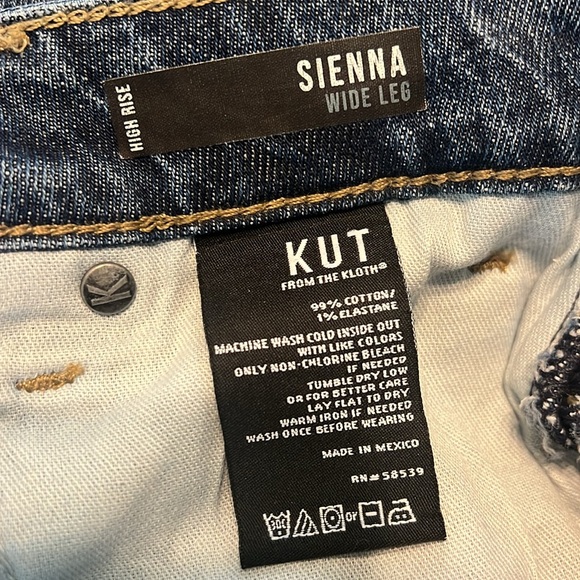 HIGH RISE
SIENNA
WIDE LEG
K
KUT
FROM THE KLOTH®
99% COTTON/
1% ELASTANE
MACHINE WASH COLD INSIDE OUT
WITH LIKE COLORS
ONLY NON-CHLORINE BLEACH
IF NEEDED
TUMBLE DRY LOW
OR FOR BETTER CARE
LAY FLAT TO DRY
WARM IRON IF NEEDED
WASH ONCE BEFORE WEARING
MADE IN MEXICO
RN# 58539
30C or